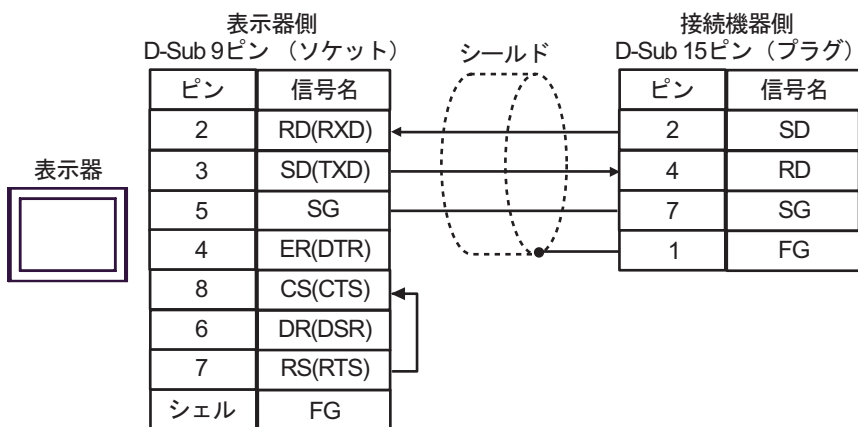 表示器側
D-Sub 9ピン （ソケット）
シールド
接続機器側
D-Sub 15ピン（プラグ）
表示器
ピン 信号名
2 RD(RXD)
3 SD(TXD)
5 SG
4 ER(DTR)
8 CS(CTS)
6 DR(DSR)
7 RS(RTS)
シェル FG
ピン 信号名
2 SD
4 RD
7 SG
1 FG